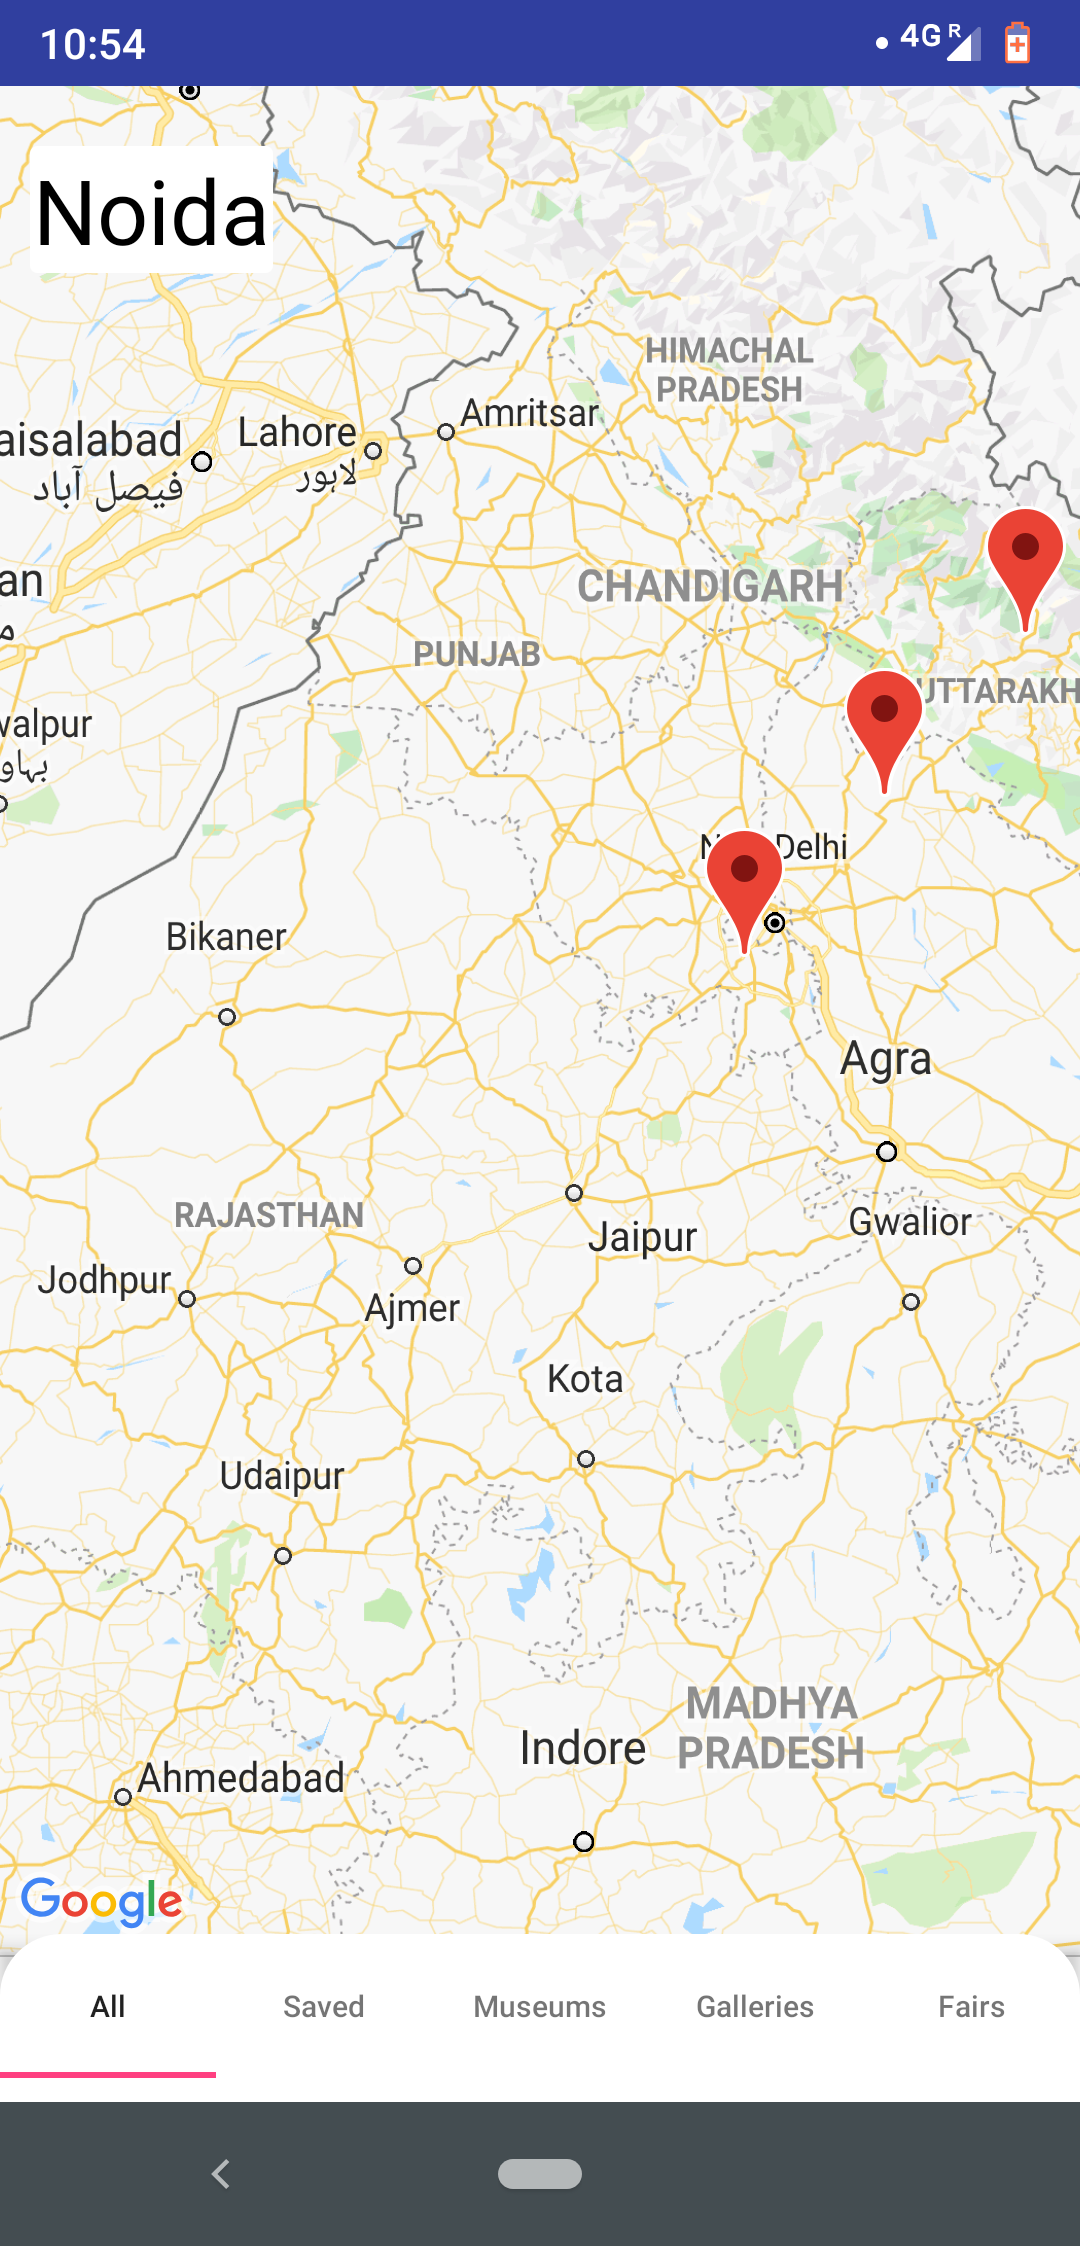 10:54
4G R
Noida
HIMACHAL
PRADESH
Amritsar
aisalabad
فیصل آباد
Lahore
لاہور
an
CHANDIGARH
PUNJAB
UTTARAKH
walpur
بہاو
Delhi
Bikaner
Agra
RAJASTHAN
Jaipur
Gwalior
Jodhpur
Ajmer
Kota
Udaipur
MADHYA
PRADESH
Indore
Ahmedabad
Google
All
Saved
Museums
Galleries
Fairs